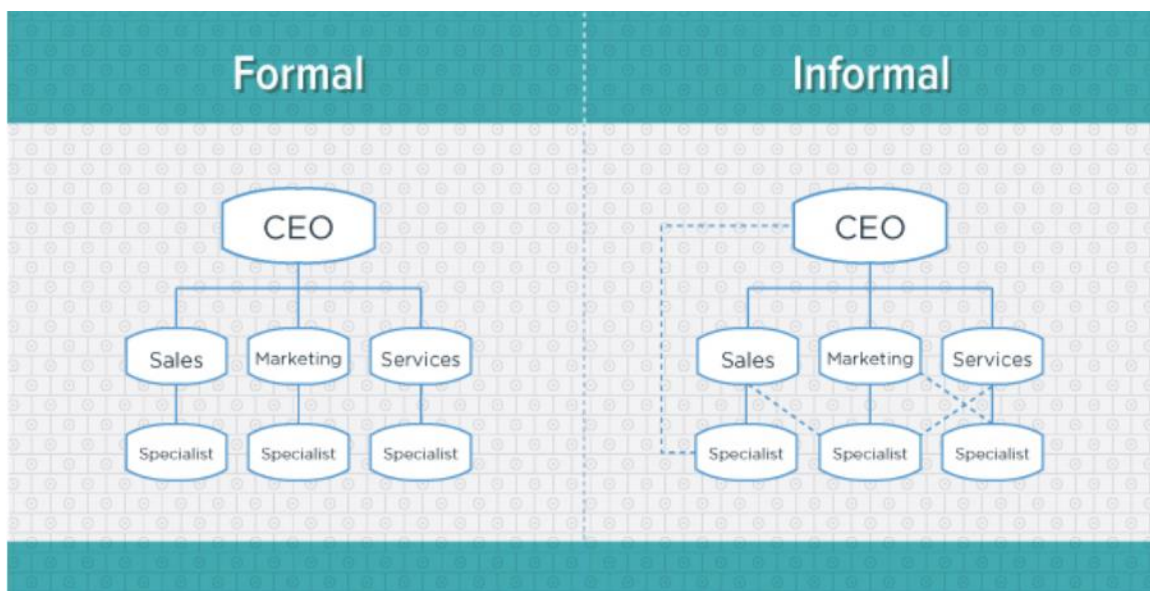 Formal
CEO
Sales Marketing Services
Specialist Specialist Specialist
Informal
CEO
Sales Marketing Services
Specialist Specialist Specialist